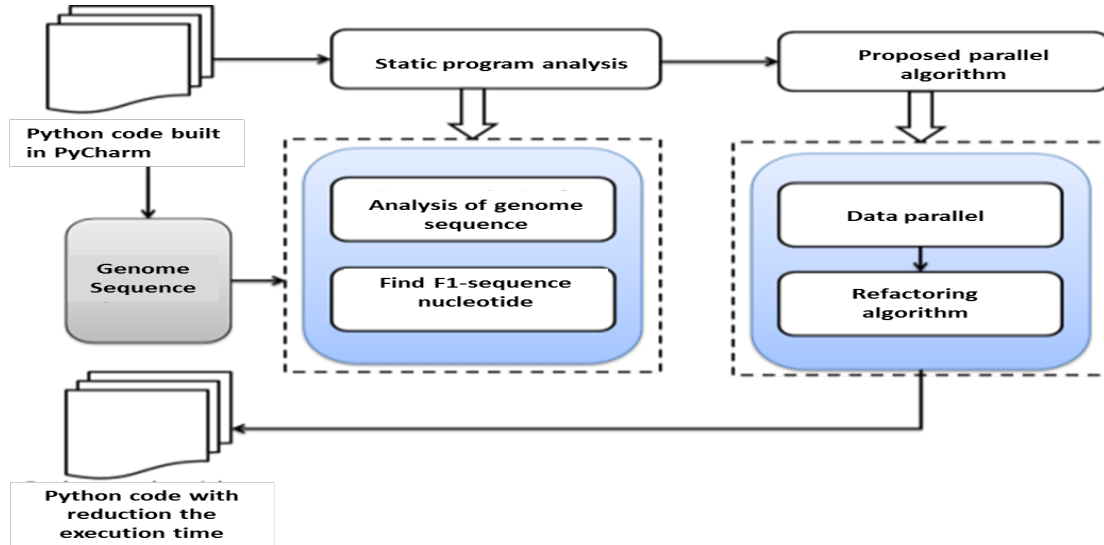 Static program analysis
Proposed parallel
algorithm
Python code built
in PyCharm
Analysis of genome
sequence
Data parallel
Genome
Sequence
Find F1-sequence
nucleotide
Refactoring
algorithm
Python code with
reduction the
execution time